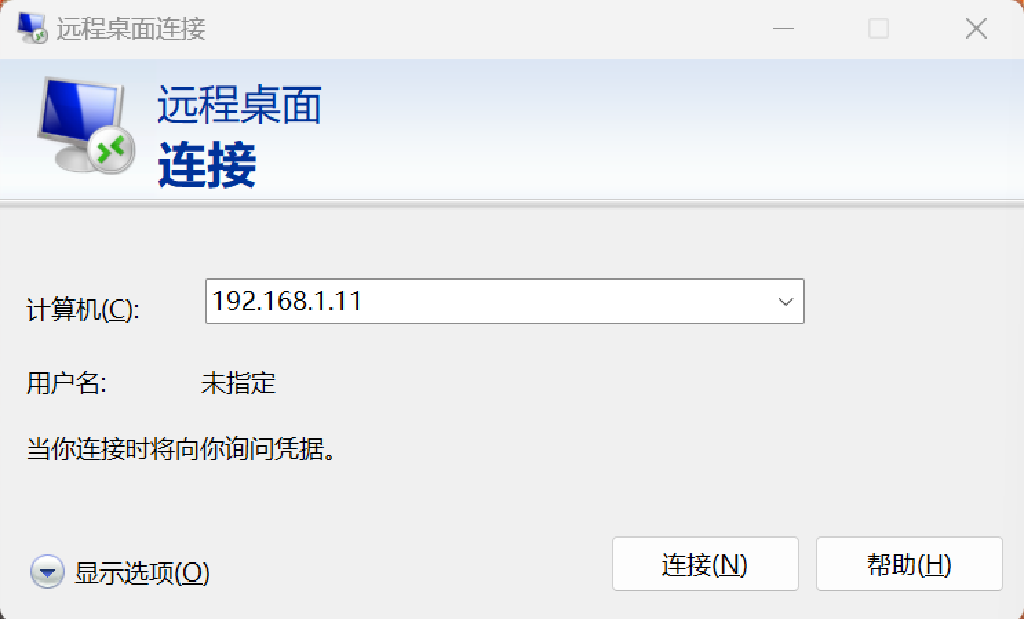 远程桌面连接
远程桌面
连接
计算机(C):
192.168.1.11
用户名:
未指定
当你连接时将向你询问凭据。
显示选项(O)
连接(N)
帮助(H)